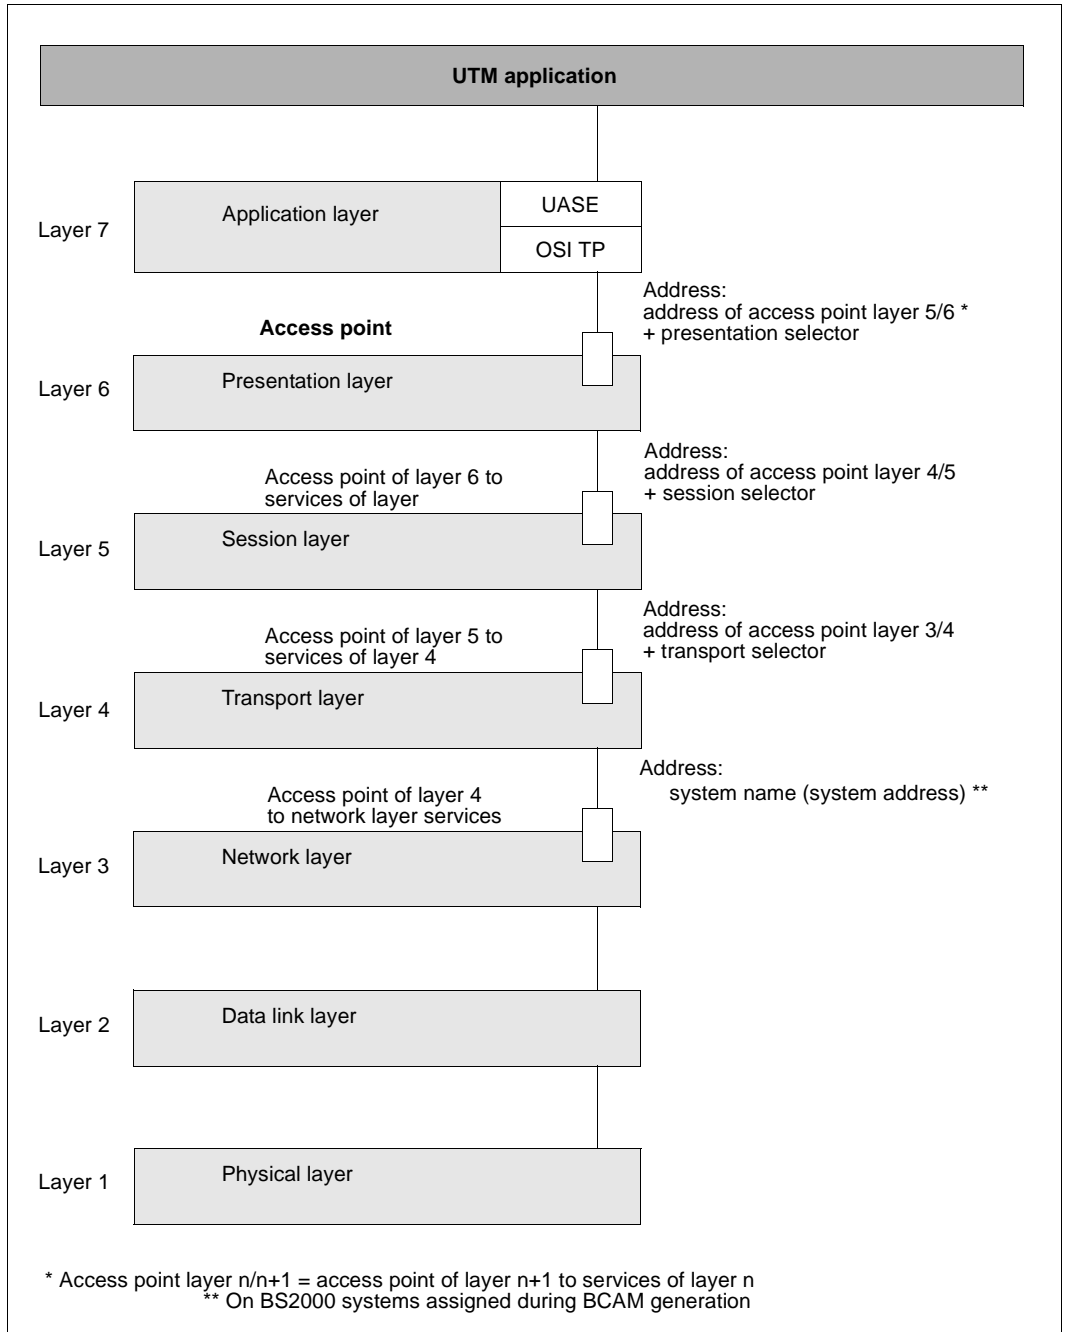 UTM application
Layer 7
Application layer
UASE
OSI TP
Address:
address of access point layer 5/6 *
+ presentation selector
Access point
Layer 6
Presentation layer
Address:
address of access point layer 4/5
+ session selector
Access point of layer 6 to
services of layer
Layer 5
Session layer
Address:
address of access point layer 3/4
+ transport selector
Access point of layer 5 to
services of layer 4
Layer 4
Transport layer
Address:
system name (system address) **
Access point of layer 4
to network layer services
Layer 3
Network layer
Layer 2
Data link layer
Layer 1
Physical layer
* Access point layer n/n+1 = access point of layer n+1 to services of layer n
** On BS2000 systems assigned during BCAM generation